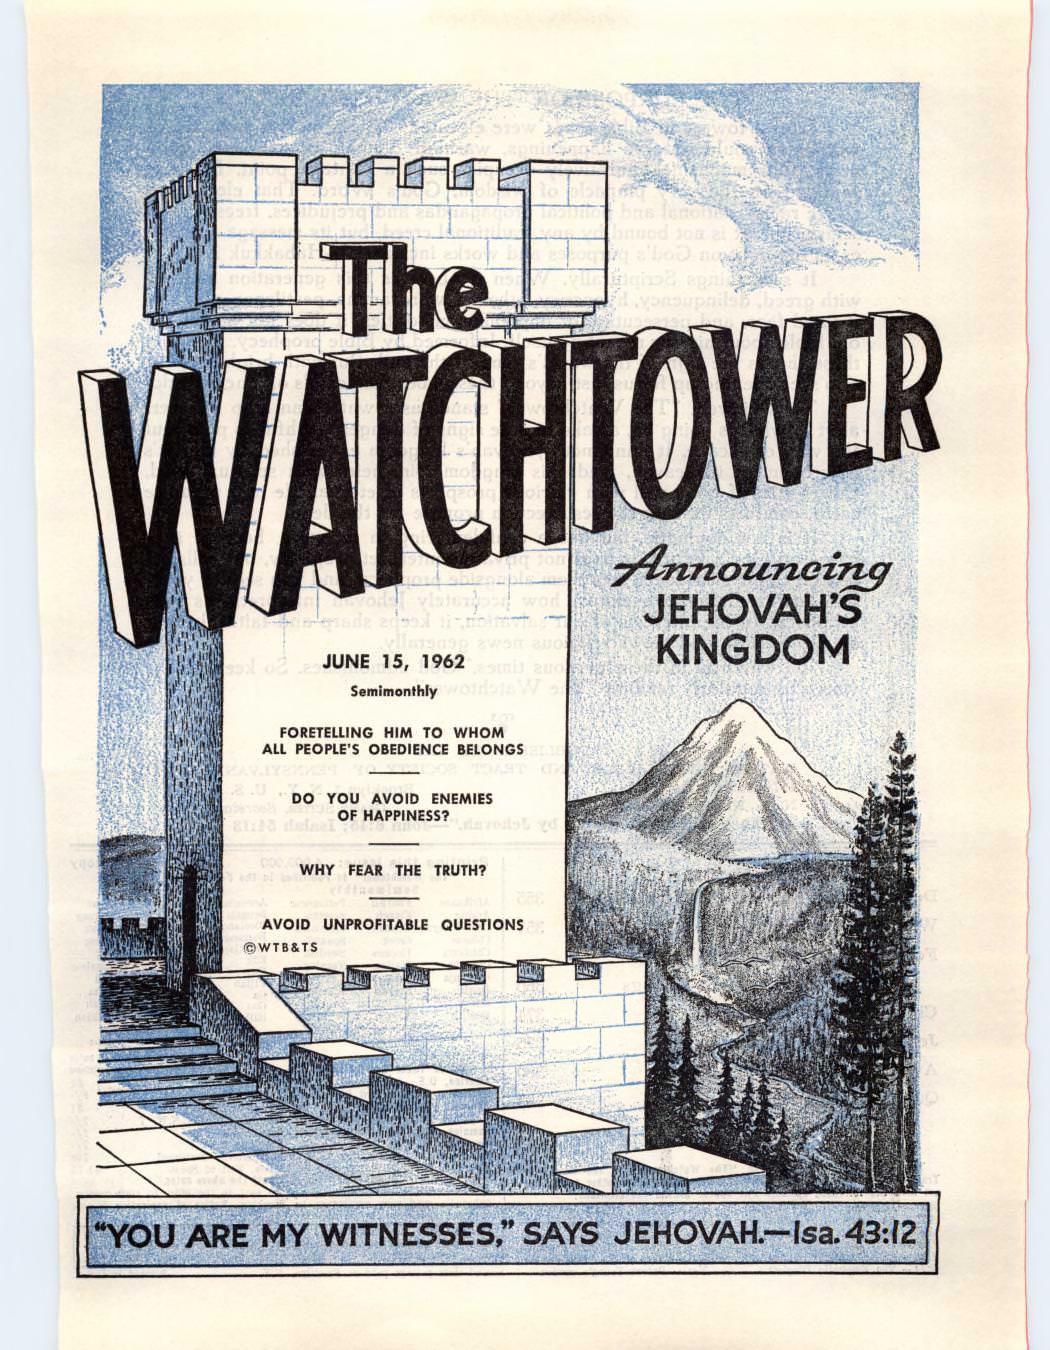 The
WATCHTOWER
Announcing
JEHOVAH'S
KINGDOM
JUNE 15, 1962
Semimonthly
FORETELLING HIM TO WHOM
ALL PEOPLE'S OBEDIENCE BELONGS
DO YOU AVOID ENEMIES
OF HAPPINESS?
WHY FEAR THE TRUTH?
AVOID UNPROFITABLE QUESTIONS
©WTB&TS
"YOU ARE MY WITNESSES," SAYS JEHOVAH.—Isa. 43:12